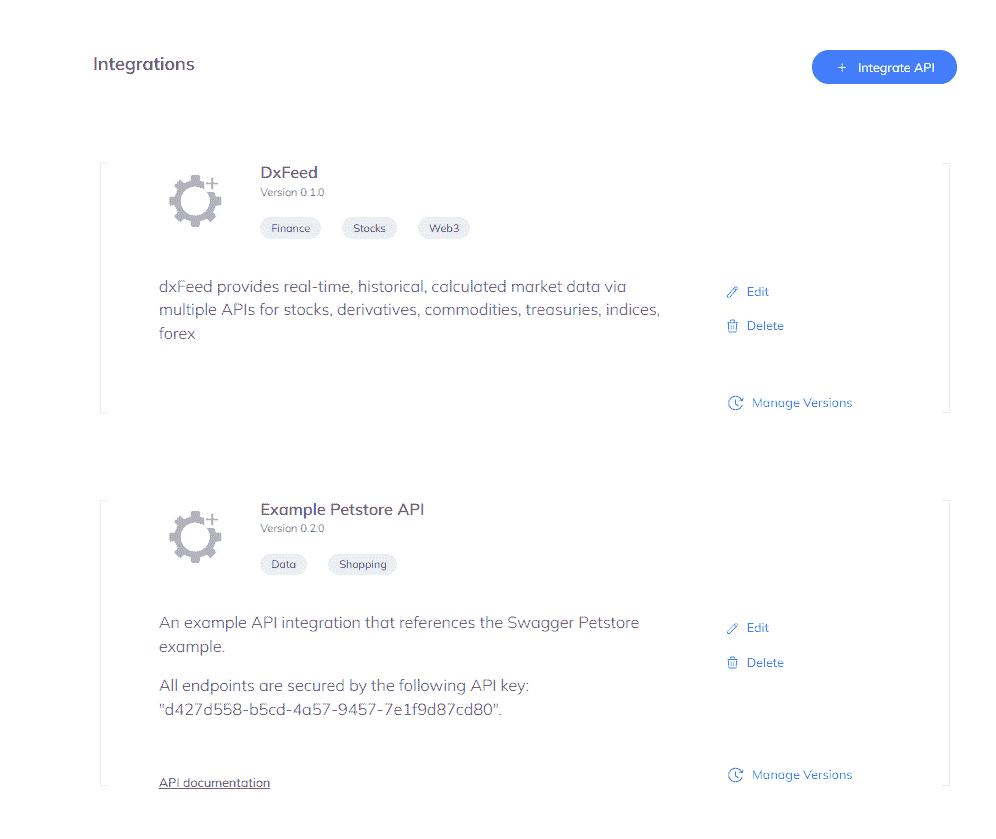 Integrations
+ Integrate API
DxFeed
Version 0.1.0
Finance Stocks Web3
dxFeed provides real-time, historical, calculated market data via
multiple APIs for stocks, derivatives, commodities, treasuries, indices,
forex
Edit
Delete
Manage Versions
Example Petstore API
Version 0.2.0
Data Shopping
An example API integration that references the Swagger Petstore
example.
All endpoints are secured by the following API key:
"d427d558-b5cd-4a57-9457-7e1f9d87cd80".
Edit
Delete
API documentation
Manage Versions